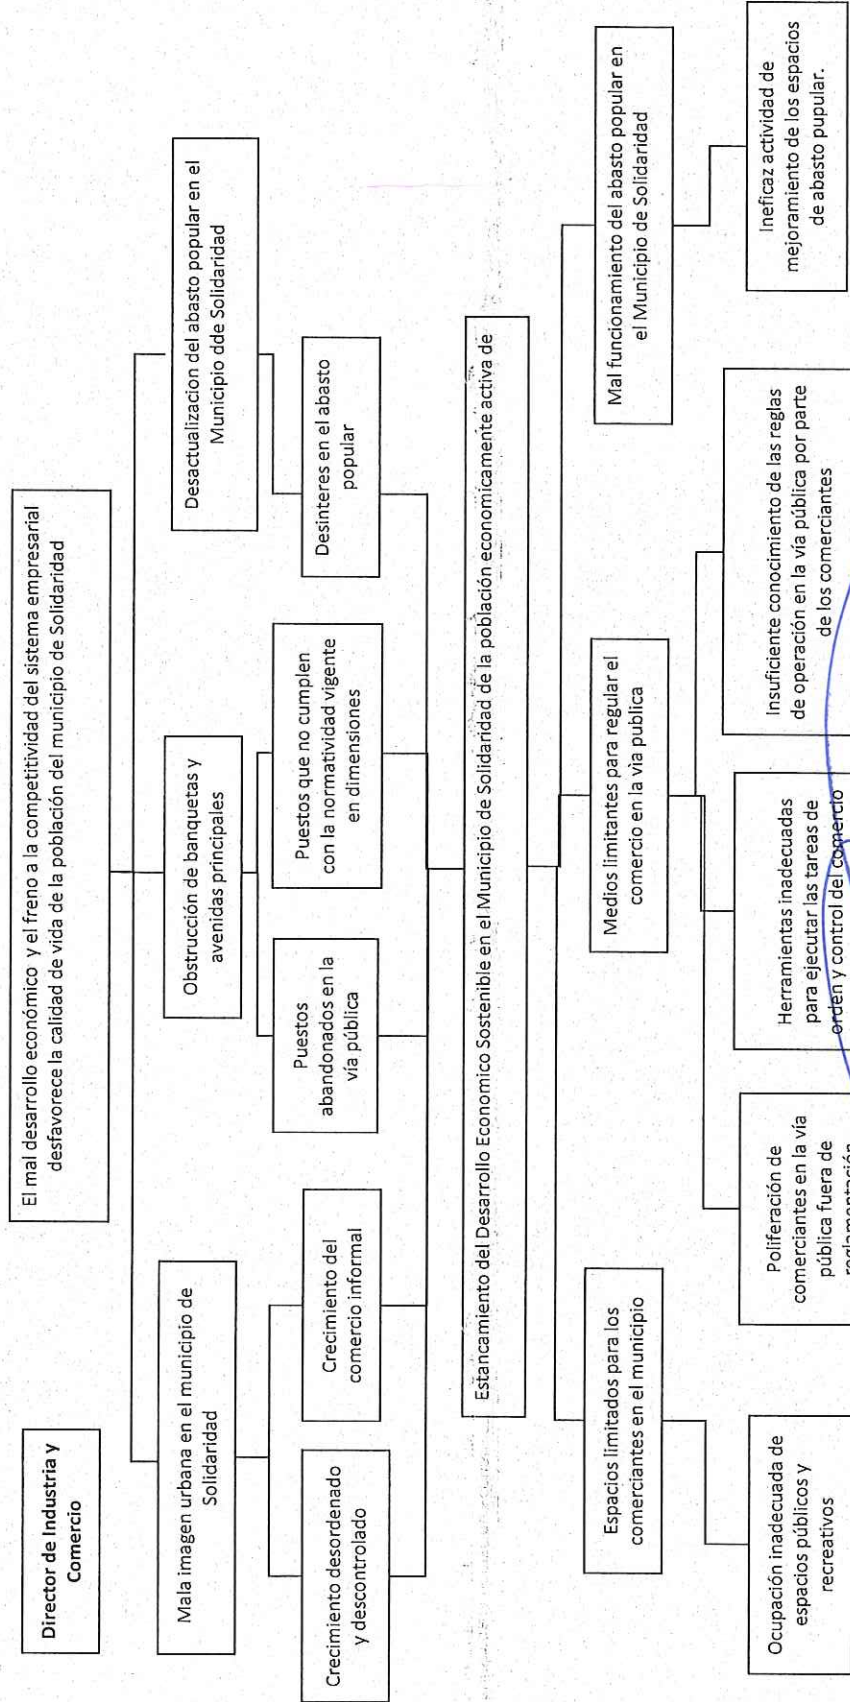 Director de Industria y
Comercio
El mal desarrollo económico y el freno a la competitividad del sistema empresarial
desfavorece la calidad de vida de la población del municipio de Solidaridad
Mala imagen urbana en el municipio de
Solidaridad
Obstrucción de banquetas y
avenidas principales
Desactualizacion del abasto popular en el
Municipio dde Solidaridad
Crecimiento desordenado
y descontrolado
Crecimiento del
comercio informal
Puestos
abandonados en la
vía pública
Puestos que no cumplen
con la normatividad vigente
en dimensiones
Desinteres en el abasto
popular
Estancamiento del Desarrollo Economico Sostenible en el Municipio de Solidaridad de la población economicamente activa de
Espacios limitados para los
comerciantes en el municipio
Medios limitantes para regular el
comercio en la via publica
Mal funcionamiento del abasto popular en
el Municipio de Solidaridad
Ocupación inadecuada de
espacios públicos y
recreativos
Poliferación de
comerciantes en la vía
pública fuera de
reglamentación
Herramientas inadecuadas
para ejecutar las tareas de
orden y control del comercio
Insuficiente conocimiento de las reglas
de operación en la vía pública por parte
de los comerciantes
Ineficaz actividad de
mejoramiento de los espacios
de abasto pupular.